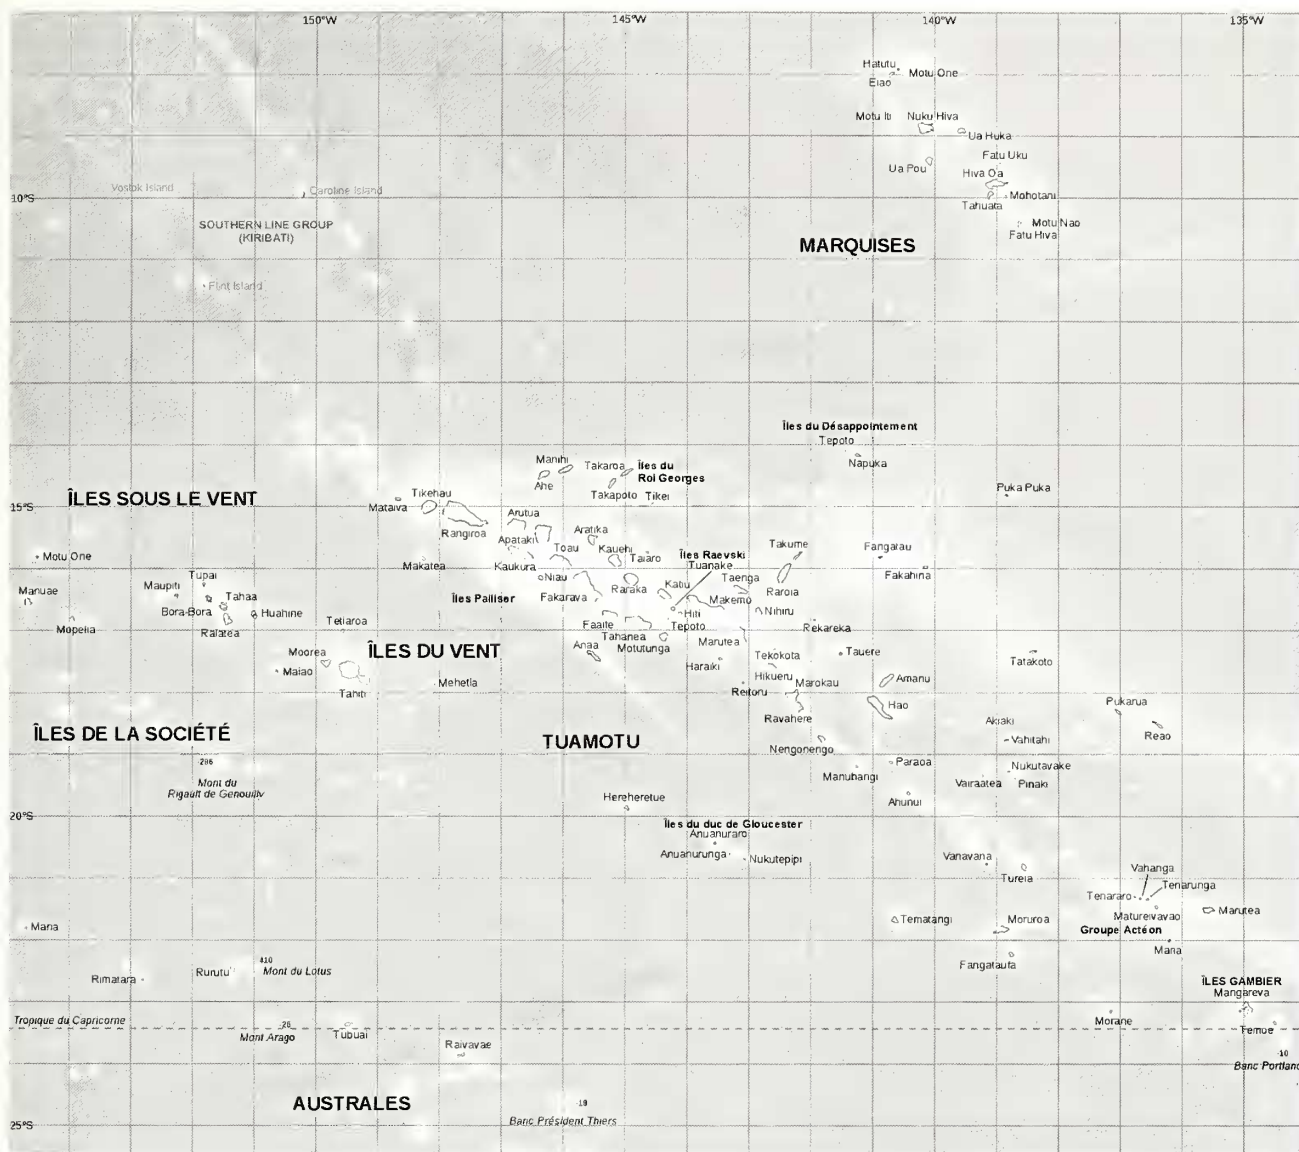 150°W 145°W 140°W 135°W
Hatutu
Motu One
Eiao
Motu Iti Nuku Hiva
Ua Huka
Fatu Uku
Ua Pou
Hiva Oa
Vostok Island Caroline Island
10°S
Mohotani
Tahuata
SOUTHERN LINE GROUP
(KIRIBATI)
Motu Nao
Fatu Hiva
MARQUISES
Flint Island
Îles du Désappointement
Tepoto
Napuka
Manihi
Takaroa
Îles du
Roi Georges
Ahe
Takapoto
Tikei
Puka Puka
ÎLES SOUS LE VENT
Tikehau
Mataiva
15°S
Arutua
Rangiroa
Apataki
Aratika
Toau
Kauehi
Taiaro
Îles Raevski
Tuanake
Takume
Fangatau
Motu One
Makatea
Kaukura
Niau
Fakahina
Tupai
Maupiti
Manuae
Tahaa
Raraka
Katiu
Taenga
Raroia
Îles Palliser
Fakarava
Makemo
Bora-Bora
Huahine
Hiti
Nihiru
Mopelia
Raiatea
Tetiaroa
Faaite
Tepoto
Rekareka
Tahanea
Motutunga
Marutea
Anaa
Moorea
ÎLES DU VENT
Haraiki
Tekokota
Tauere
Tatakoto
Maiao
Mehetia
Hikueru
Marokau
Amanu
Tahiti
Reitoru
Hao
Pukarua
Ravahere
Akiaki
Reao
ÎLES DE LA SOCIÉTÉ
TUAMOTU
Vahitahi
Nengonengo
-286
Paraoa
Nukutavake
Manuhangi
Mont du
Rigault de Genouilly
Vairaatea
Pinaki
Hereheretue
Ahunui
20°S
Îles du duc de Gloucester
Anuanuraro
Anuanurunga
Nukutepipi
Vanavana
Tureia
Vahanga
Tenarunga
Tenararo
Marutea
Matureivavao
Maria
Tematangi
Moruroa
Groupe Actéon
Maria
Fangataufa
-810
Rurutu
Mont du Lotus
Rimatara
ÎLES GAMBIER
Mangareva
Tropique du Capricorne
-26
Mont Arago
Tubuai
Morane
Temoe
Raivavae
-10
Banc Portland
AUSTRALES
-18
Banc Président Thiers
25°S